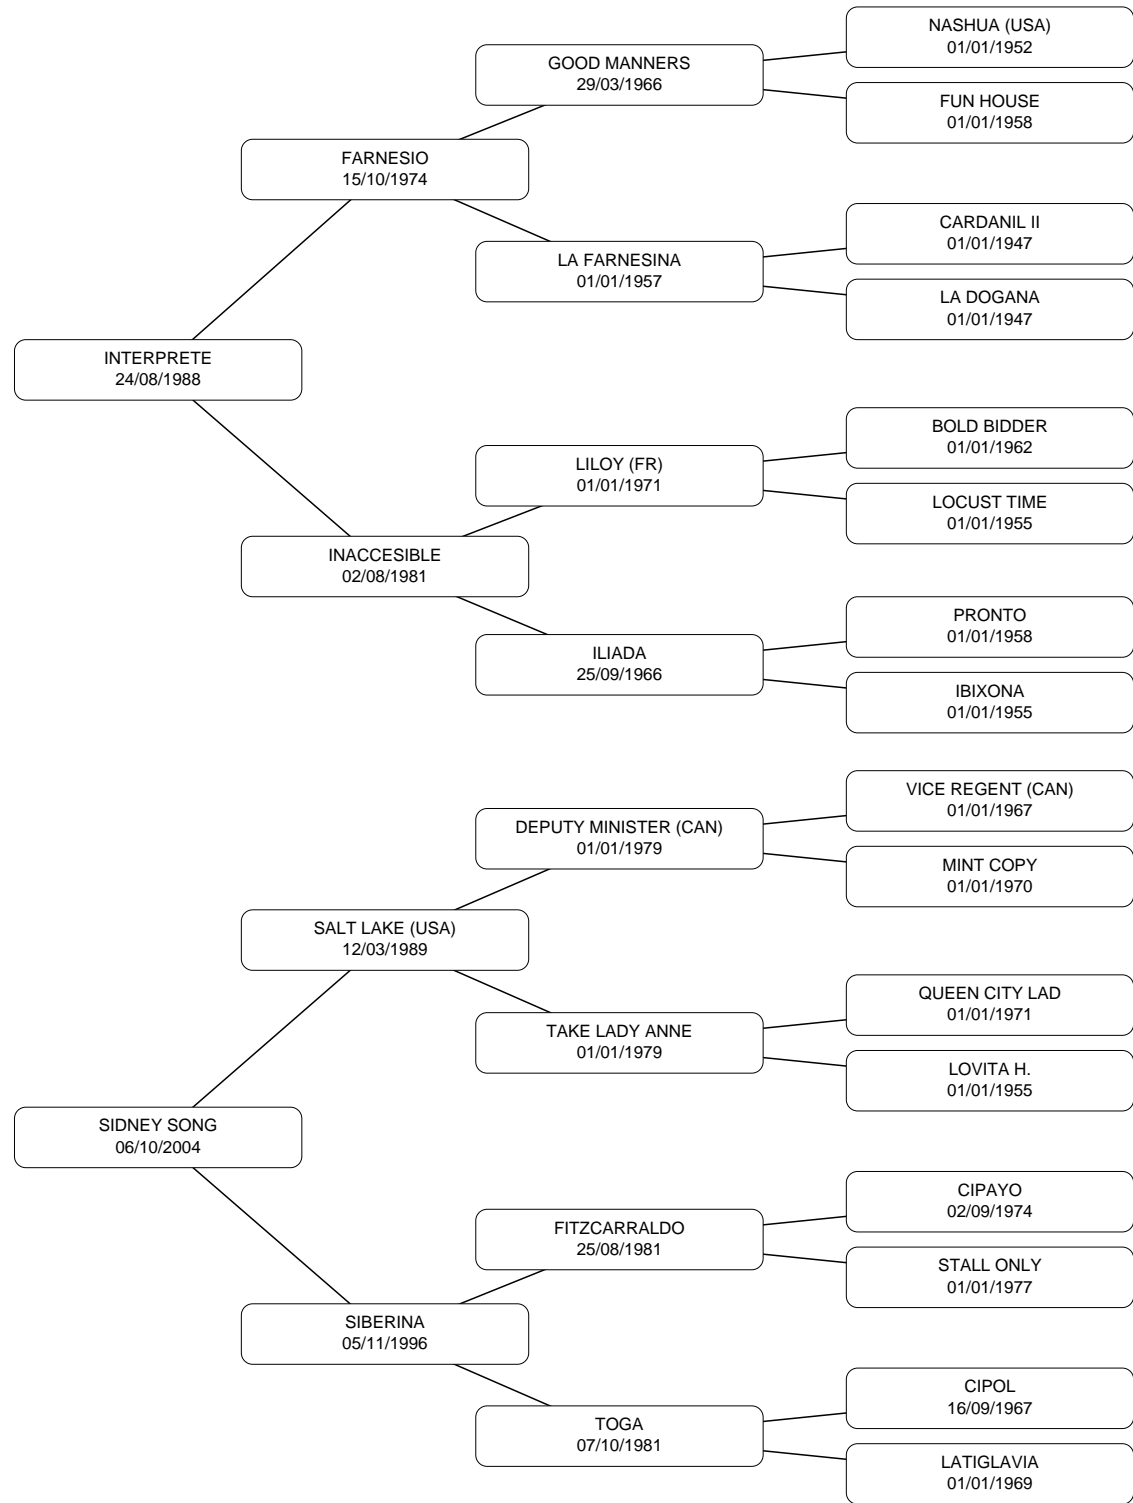 NASHUA (USA)
01/01/1952
GOOD MANNERS
29/03/1966
FUN HOUSE
01/01/1958
FARNESIO
15/10/1974
CARDANIL II
01/01/1947
LA FARNESINA
01/01/1957
LA DOGANA
01/01/1947
INTERPRETE
24/08/1988
BOLD BIDDER
01/01/1962
LILOY (FR)
01/01/1971
LOCUST TIME
01/01/1955
INACCESIBLE
02/08/1981
PRONTO
01/01/1958
ILIADA
25/09/1966
IBIXONA
01/01/1955
VICE REGENT (CAN)
01/01/1967
DEPUTY MINISTER (CAN)
01/01/1979
MINT COPY
01/01/1970
SALT LAKE (USA)
12/03/1989
QUEEN CITY LAD
01/01/1971
TAKE LADY ANNE
01/01/1979
LOVITA H.
01/01/1955
SIDNEY SONG
06/10/2004
CIPAYO
02/09/1974
FITZCARRALDO
25/08/1981
STALL ONLY
01/01/1977
SIBERINA
05/11/1996
CIPOL
16/09/1967
TOGA
07/10/1981
LATIGLAVIA
01/01/1969